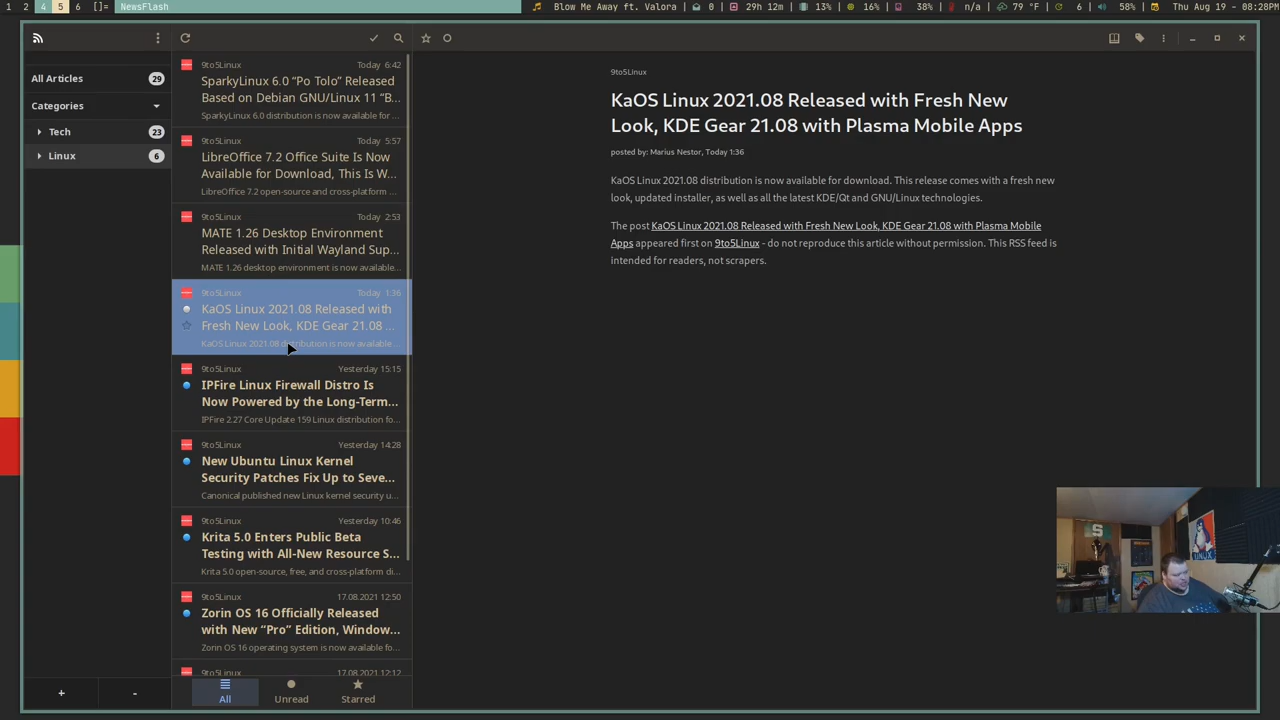 1 2 4 5 6 []= NewsFlash
Blow Me Away ft. Valora 0 29h 12m 13% 16% 38% n/a 79 °F 6 58% Thu Aug 19 - 08:28PM
All Articles 29
Categories
Tech 23
Linux 6
+ -
9to5Linux Today 6:42
SparkyLinux 6.0 “Po Tolo” Released
Based on Debian GNU/Linux 11 “B...
SparkyLinux 6.0 distribution is now available for ...
9to5Linux Today 5:57
LibreOffice 7.2 Office Suite Is Now
Available for Download, This Is W...
LibreOffice 7.2 open-source and cross-platform ...
9to5Linux Today 2:53
MATE 1.26 Desktop Environment
Released with Initial Wayland Sup...
MATE 1.26 desktop environment is now available...
9to5Linux Today 1:36
KaOS Linux 2021.08 Released with
Fresh New Look, KDE Gear 21.08 ...
KaOS Linux 2021.08 distribution is now available ...
9to5Linux Yesterday 15:15
IPFire Linux Firewall Distro Is
Now Powered by the Long-Term...
IPFire 2.27 Core Update 159 Linux distribution fo...
9to5Linux Yesterday 14:28
New Ubuntu Linux Kernel
Security Patches Fix Up to Seve...
Canonical published new Linux kernel security u...
9to5Linux Yesterday 10:46
Krita 5.0 Enters Public Beta
Testing with All-New Resource S...
Krita 5.0 open-source, free, and cross-platform di...
9to5Linux 17.08.2021 12:50
Zorin OS 16 Officially Released
with New “Pro” Edition, Window...
Zorin OS 16 operating system is now available fo...
9to5Linux 17.08.2021 12:12
All Unread Starred
9to5Linux
KaOS Linux 2021.08 Released with Fresh New
Look, KDE Gear 21.08 with Plasma Mobile Apps
posted by: Marius Nestor, Today 1:36
KaOS Linux 2021.08 distribution is now available for download. This release comes with a fresh new
look, updated installer, as well as all the latest KDE/Qt and GNU/Linux technologies.
The post KaOS Linux 2021.08 Released with Fresh New Look, KDE Gear 21.08 with Plasma Mobile
Apps appeared first on 9to5Linux - do not reproduce this article without permission. This RSS feed is
intended for readers, not scrapers.
S
LINUX